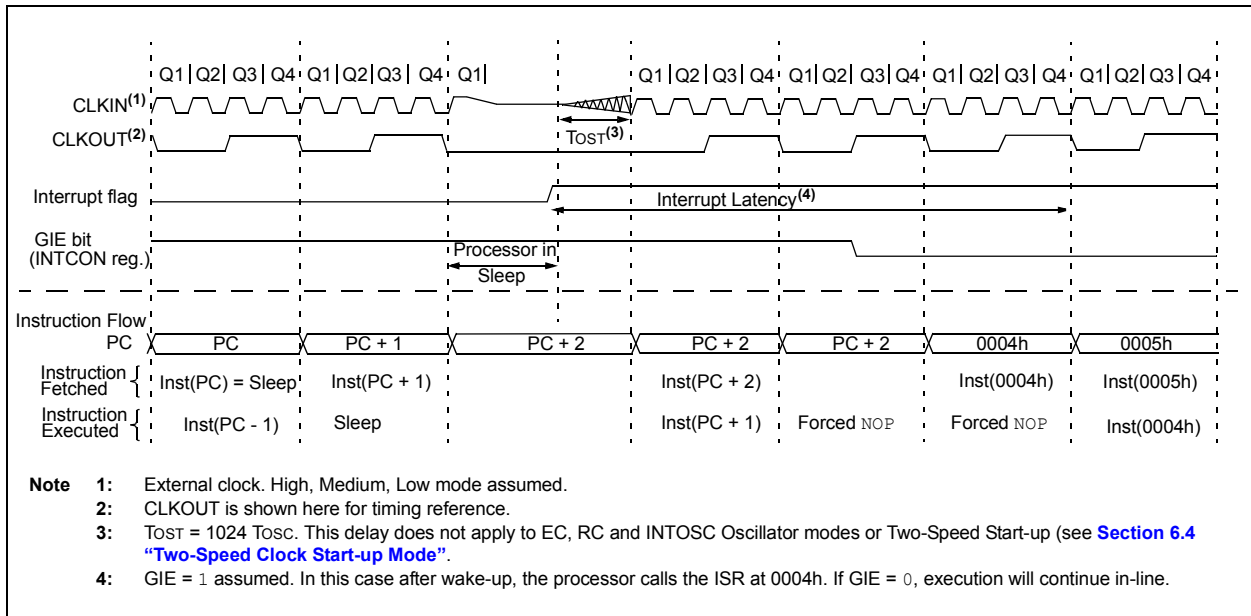 Q1 Q2 Q3 Q4 Q1 Q2 Q3 Q4 Q1 Q1 Q2 Q3 Q4 Q1 Q2 Q3 Q4 Q1 Q2 Q3 Q4 Q1 Q2 Q3 Q4
CLKIN(1)
CLKOUT(2) TOST(3)
Interrupt flag Interrupt Latency(4)
GIE bit
(INTCON reg.) Processor in
Sleep
Instruction Flow
PC PC PC + 1 PC + 2 PC + 2 PC + 2 0004h 0005h
Instruction
Fetched { Inst(PC) = Sleep Inst(PC + 1) Inst(PC + 2) Inst(0004h) Inst(0005h)
Instruction
Executed { Inst(PC - 1) Sleep Inst(PC + 1) Forced NOP Forced NOP Inst(0004h)
Note 1: External clock. High, Medium, Low mode assumed.
2: CLKOUT is shown here for timing reference.
3: TOST = 1024 TOSC. This delay does not apply to EC, RC and INTOSC Oscillator modes or Two-Speed Start-up (see Section 6.4
“Two-Speed Clock Start-up Mode”.
4: GIE = 1 assumed. In this case after wake-up, the processor calls the ISR at 0004h. If GIE = 0, execution will continue in-line.